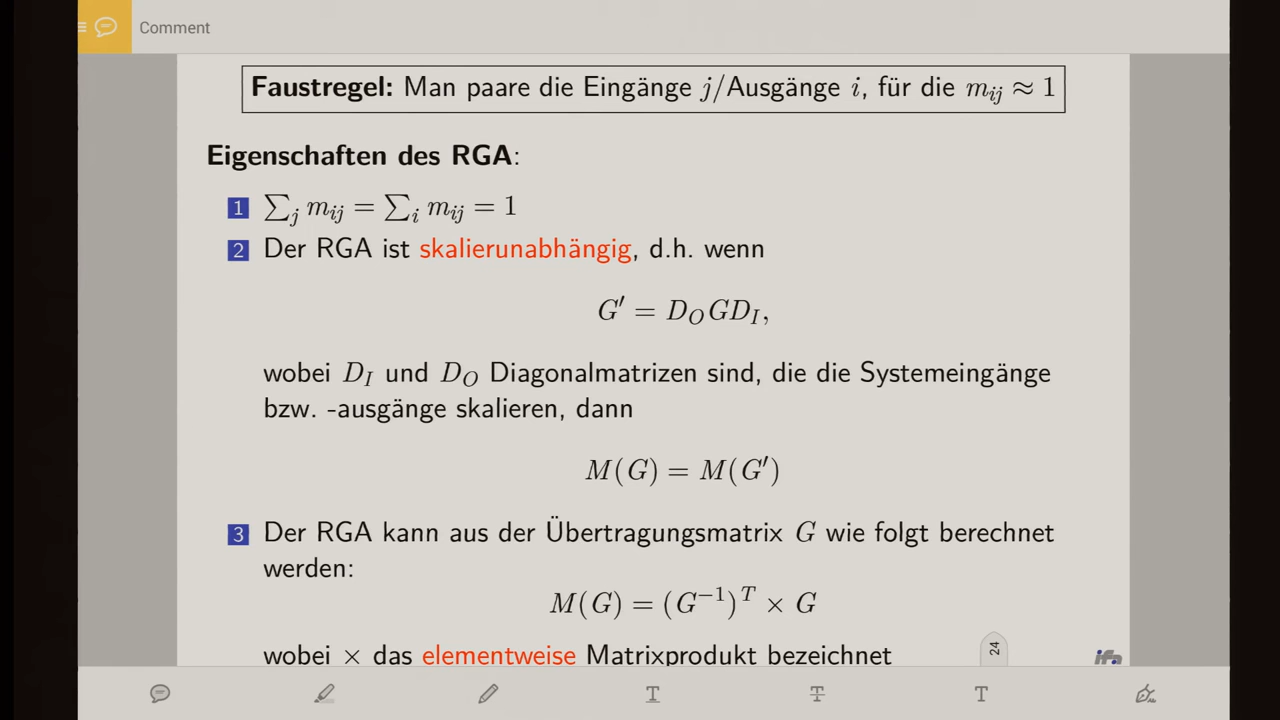 Comment
Faustregel: Man paare die Eingänge j/Ausgänge i, für die m_ij ≈ 1
Eigenschaften des RGA:
1 ∑_j m_ij = ∑_i m_ij = 1
2 Der RGA ist skalierunabhängig, d.h. wenn
G′ = D_O G D_I,
wobei D_I und D_O Diagonalmatrizen sind, die die Systemeingänge
bzw. -ausgänge skalieren, dann
M(G) = M(G′)
3 Der RGA kann aus der Übertragungsmatrix G wie folgt berechnet
werden:
M(G) = (G⁻¹)ᵀ × G
wobei × das elementweise Matrixprodukt bezeichnet
24